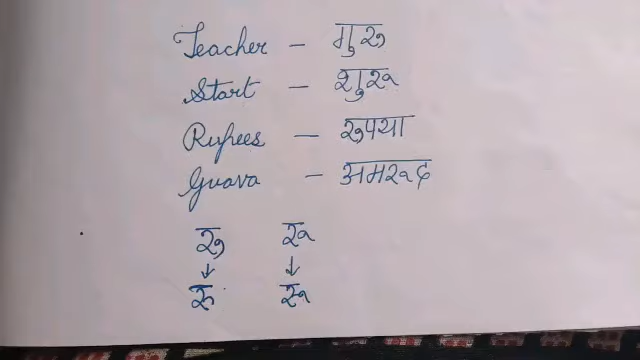 Teacher - गुरु
Start - शुरू
Rupees - रुपया
Guava - अमरूद
रु रू
↓ ↓
रु रू